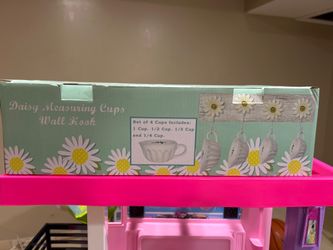 Daisy Measuring Cups
Wall Hook
Set of 4 Cups Includes:
1 Cup, 1/2 Cup, 1/3 Cup
and 1/4 Cup.